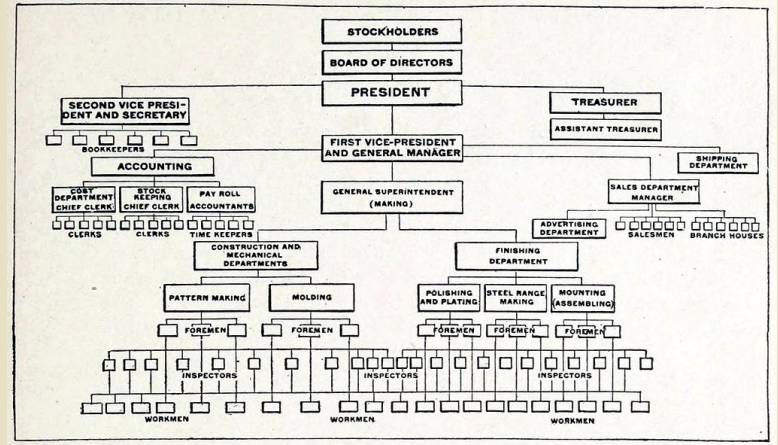 STOCKHOLDERS
BOARD OF DIRECTORS
PRESIDENT
SECOND VICE PRESI-
DENT AND SECRETARY
TREASURER
BOOKKEEPERS
ASSISTANT TREASURER
FIRST VICE-PRESIDENT
AND GENERAL MANAGER
ACCOUNTING
SHIPPING
DEPARTMENT
COST
DEPARTMENT
CHIEF CLERK
STOCK
KEEPING
CHIEF CLERK
PAY ROLL
ACCOUNTANTS
GENERAL SUPERINTENDENT
(MAKING)
SALES DEPARTMENT
MANAGER
CLERKS
CLERKS
TIME KEEPERS
ADVERTISING
DEPARTMENT
SALESMEN
BRANCH HOUSES
CONSTRUCTION AND
MECHANICAL
DEPARTMENTS
FINISHING
DEPARTMENT
PATTERN MAKING
MOLDING
POLISHING
AND PLATING
STEEL RANGE
MAKING
MOUNTING
(ASSEMBLING)
FOREMEN
FOREMEN
FOREMEN
FOREMEN
FOREMEN
INSPECTORS
INSPECTORS
INSPECTORS
WORKMEN
WORKMEN
WORKMEN